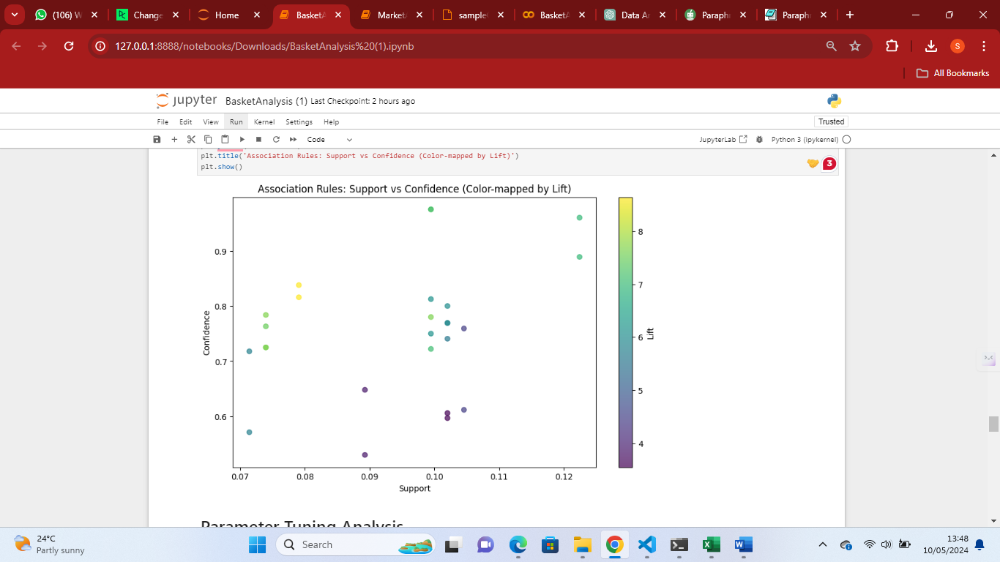 (106) W
Change
Home
BasketA
Market
sample
BasketA
Data A
Paraph
Paraph
127.0.0.1:8888/notebooks/Downloads/BasketAnalysis%20(1).ipynb
S
All Bookmarks
jupyter BasketAnalysis (1) Last Checkpoint: 2 hours ago
File Edit View Run Kernel Settings Help
Trusted
Code
JupyterLab
Python 3 (ipykernel)
plt.title('Association Rules: Support vs Confidence (Color-mapped by Lift)')
plt.show()
3
Association Rules: Support vs Confidence (Color-mapped by Lift)
Confidence
0.9
0.8
0.7
0.6
0.07 0.08 0.09 0.10 0.11 0.12
Support
8
7
6
5
4
Lift
Parameter Tuning Analysis
24°C
Partly sunny
Search
13:48
10/05/2024